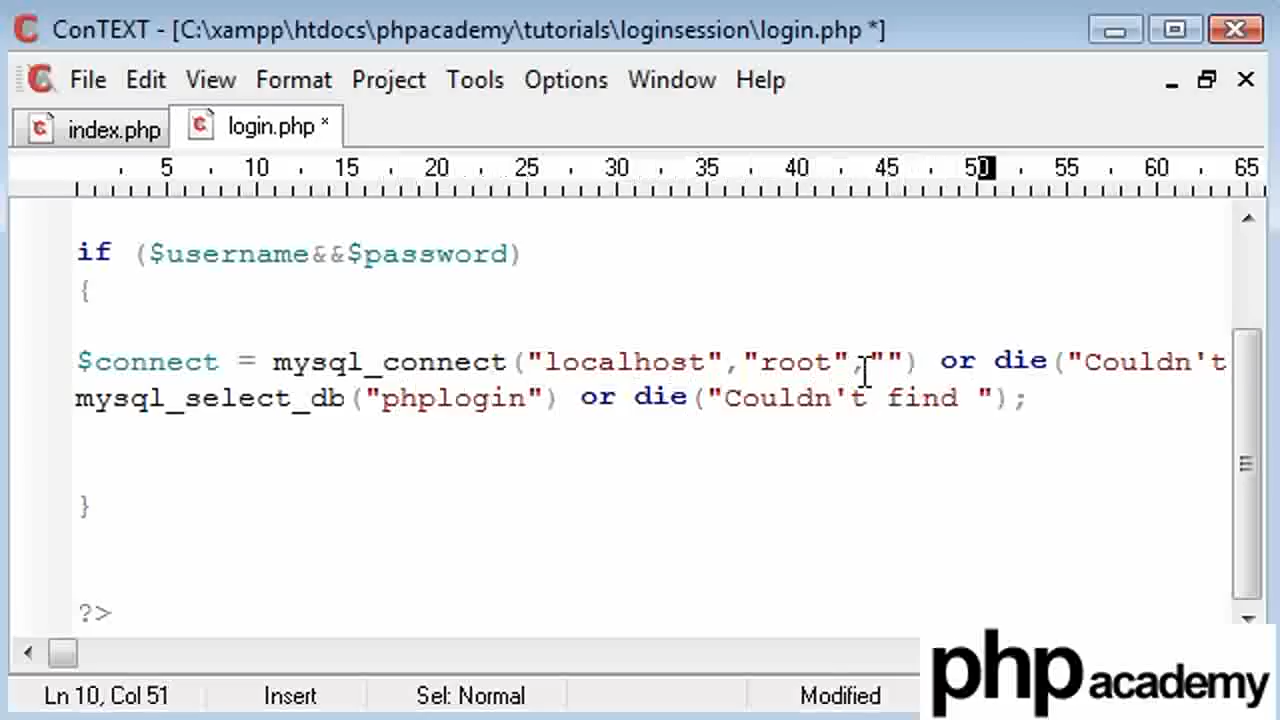 ConTEXT - [C:\xampp\htdocs\phpacademy\tutorials\loginsession\login.php *]
File Edit View Format Project Tools Options Window Help
index.php login.php *
5 10 15 20 25 30 35 40 45 50 55 60 65
if ($username&&$password)
{
$connect = mysql_connect("localhost","root","") or die("Couldn't
mysql_select_db("phplogin") or die("Couldn't find ");
}
?>
Ln 10, Col 51 Insert Sel: Normal Modified
php academy